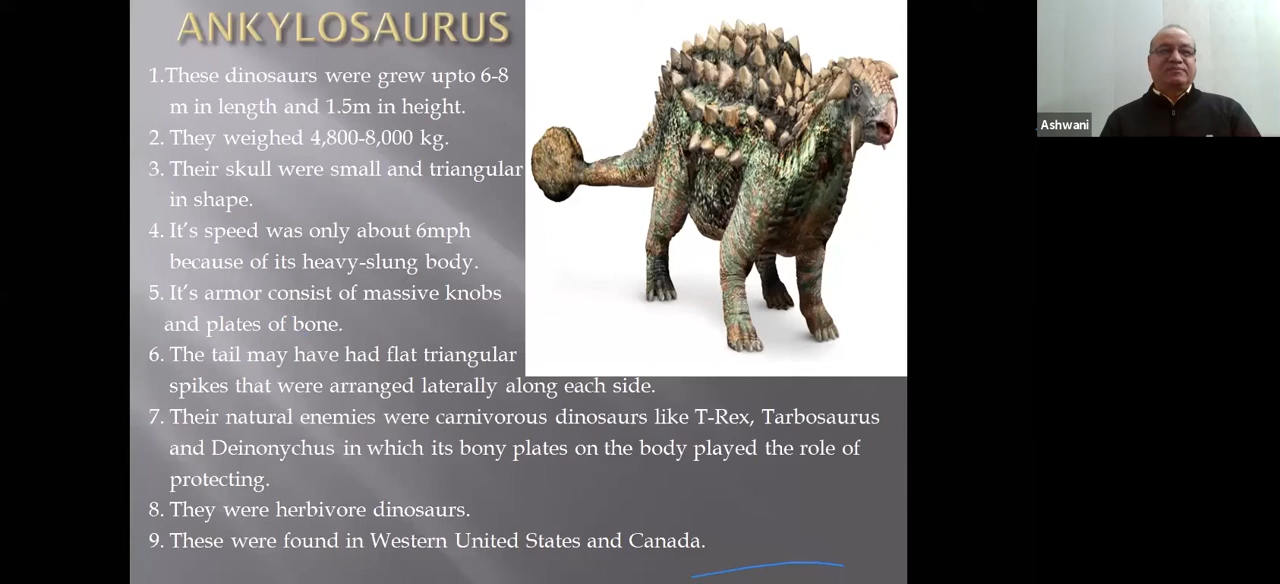 ANKYLOSAURUS
1.These dinosaurs were grew upto 6-8
m in length and 1.5m in height.
2. They weighed 4,800-8,000 kg.
3. Their skull were small and triangular
in shape.
4. It's speed was only about 6mph
because of its heavy-slung body.
5. It's armor consist of massive knobs
and plates of bone.
6. The tail may have had flat triangular
spikes that were arranged laterally along each side.
7. Their natural enemies were carnivorous dinosaurs like T-Rex, Tarbosaurus
and Deinonychus in which its bony plates on the body played the role of
protecting.
8. They were herbivore dinosaurs.
9. These were found in Western United States and Canada.
Ashwani